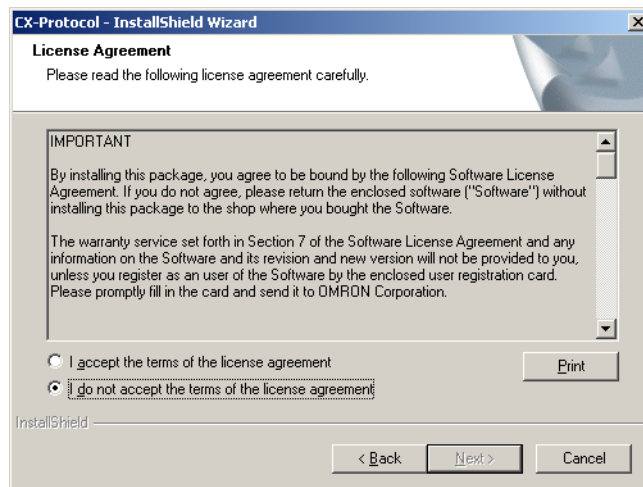 CX-Protocol - InstallShield Wizard
License Agreement
Please read the following license agreement carefully.
IMPORTANT
By installing this package, you agree to be bound by the following Software License
Agreement. If you do not agree, please return the enclosed software ("Software") without
installing this package to the shop where you bought the Software.
The warranty service set forth in Section 7 of the Software License Agreement and any
information on the Software and its revision and new version will not be provided to you,
unless you register as an user of the Software by the enclosed user registration card.
Please promptly fill in the card and send it to OMRON Corporation.
I accept the terms of the license agreement
Print
I do not accept the terms of the license agreement
InstallShield
< Back
Next >
Cancel